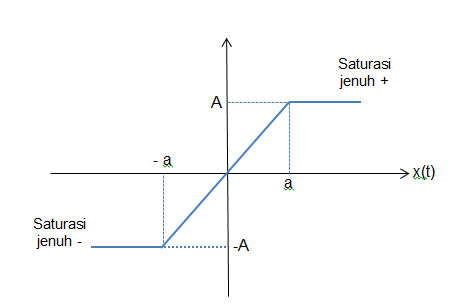 Saturasi
jenuh +
A
- a
x(t)
a
Saturasi
jenuh -
-A